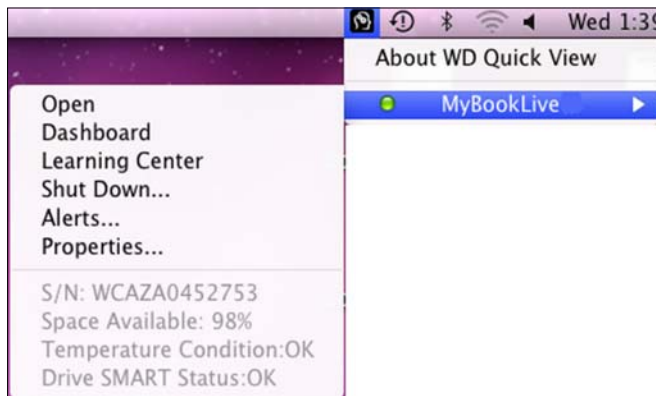 Wed 1:39
About WD Quick View
MyBookLive
Open
Dashboard
Learning Center
Shut Down...
Alerts...
Properties...
S/N: WCAZA0452753
Space Available: 98%
Temperature Condition:OK
Drive SMART Status:OK